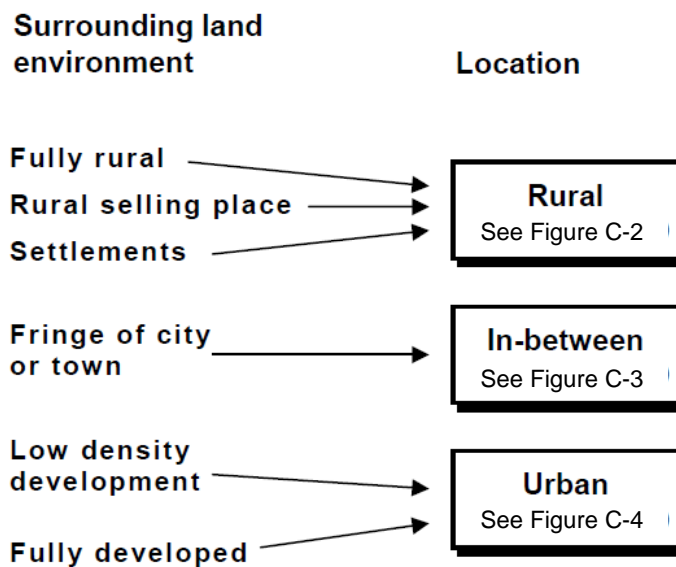 Surrounding land
environment
Location
Fully rural
Rural selling place
Settlements
Rural
See Figure C-2
Fringe of city
or town
In-between
See Figure C-3
Low density
development
Fully developed
Urban
See Figure C-4